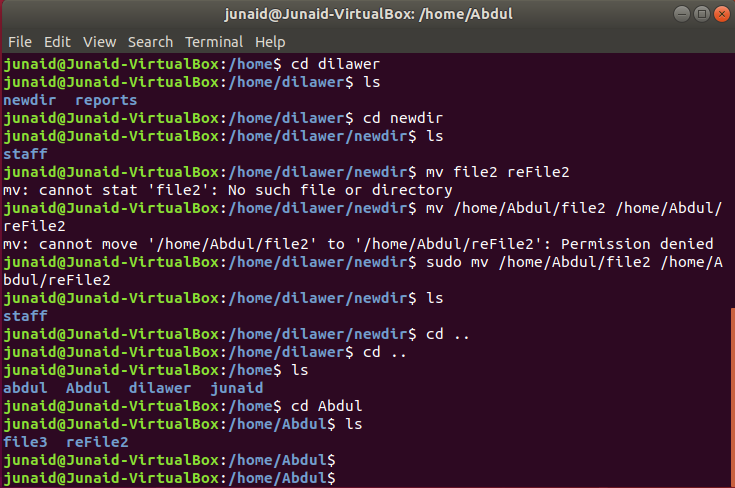 junaid@Junaid-VirtualBox: /home/Abdul
File Edit View Search Terminal Help
junaid@Junaid-VirtualBox:/home$ cd dilawer
junaid@Junaid-VirtualBox:/home/dilawer$ ls
newdir  reports
junaid@Junaid-VirtualBox:/home/dilawer$ cd newdir
junaid@Junaid-VirtualBox:/home/dilawer/newdir$ ls
staff
junaid@Junaid-VirtualBox:/home/dilawer/newdir$ mv file2 reFile2
mv: cannot stat 'file2': No such file or directory
junaid@Junaid-VirtualBox:/home/dilawer/newdir$ mv /home/Abdul/file2 /home/Abdul/
reFile2
mv: cannot move '/home/Abdul/file2' to '/home/Abdul/reFile2': Permission denied
junaid@Junaid-VirtualBox:/home/dilawer/newdir$ sudo mv /home/Abdul/file2 /home/A
bdul/reFile2
junaid@Junaid-VirtualBox:/home/dilawer/newdir$ ls
staff
junaid@Junaid-VirtualBox:/home/dilawer/newdir$ cd ..
junaid@Junaid-VirtualBox:/home/dilawer$ cd ..
junaid@Junaid-VirtualBox:/home$ ls
abdul  Abdul  dilawer  junaid
junaid@Junaid-VirtualBox:/home$ cd Abdul
junaid@Junaid-VirtualBox:/home/Abdul$ ls
file3  reFile2
junaid@Junaid-VirtualBox:/home/Abdul$
junaid@Junaid-VirtualBox:/home/Abdul$